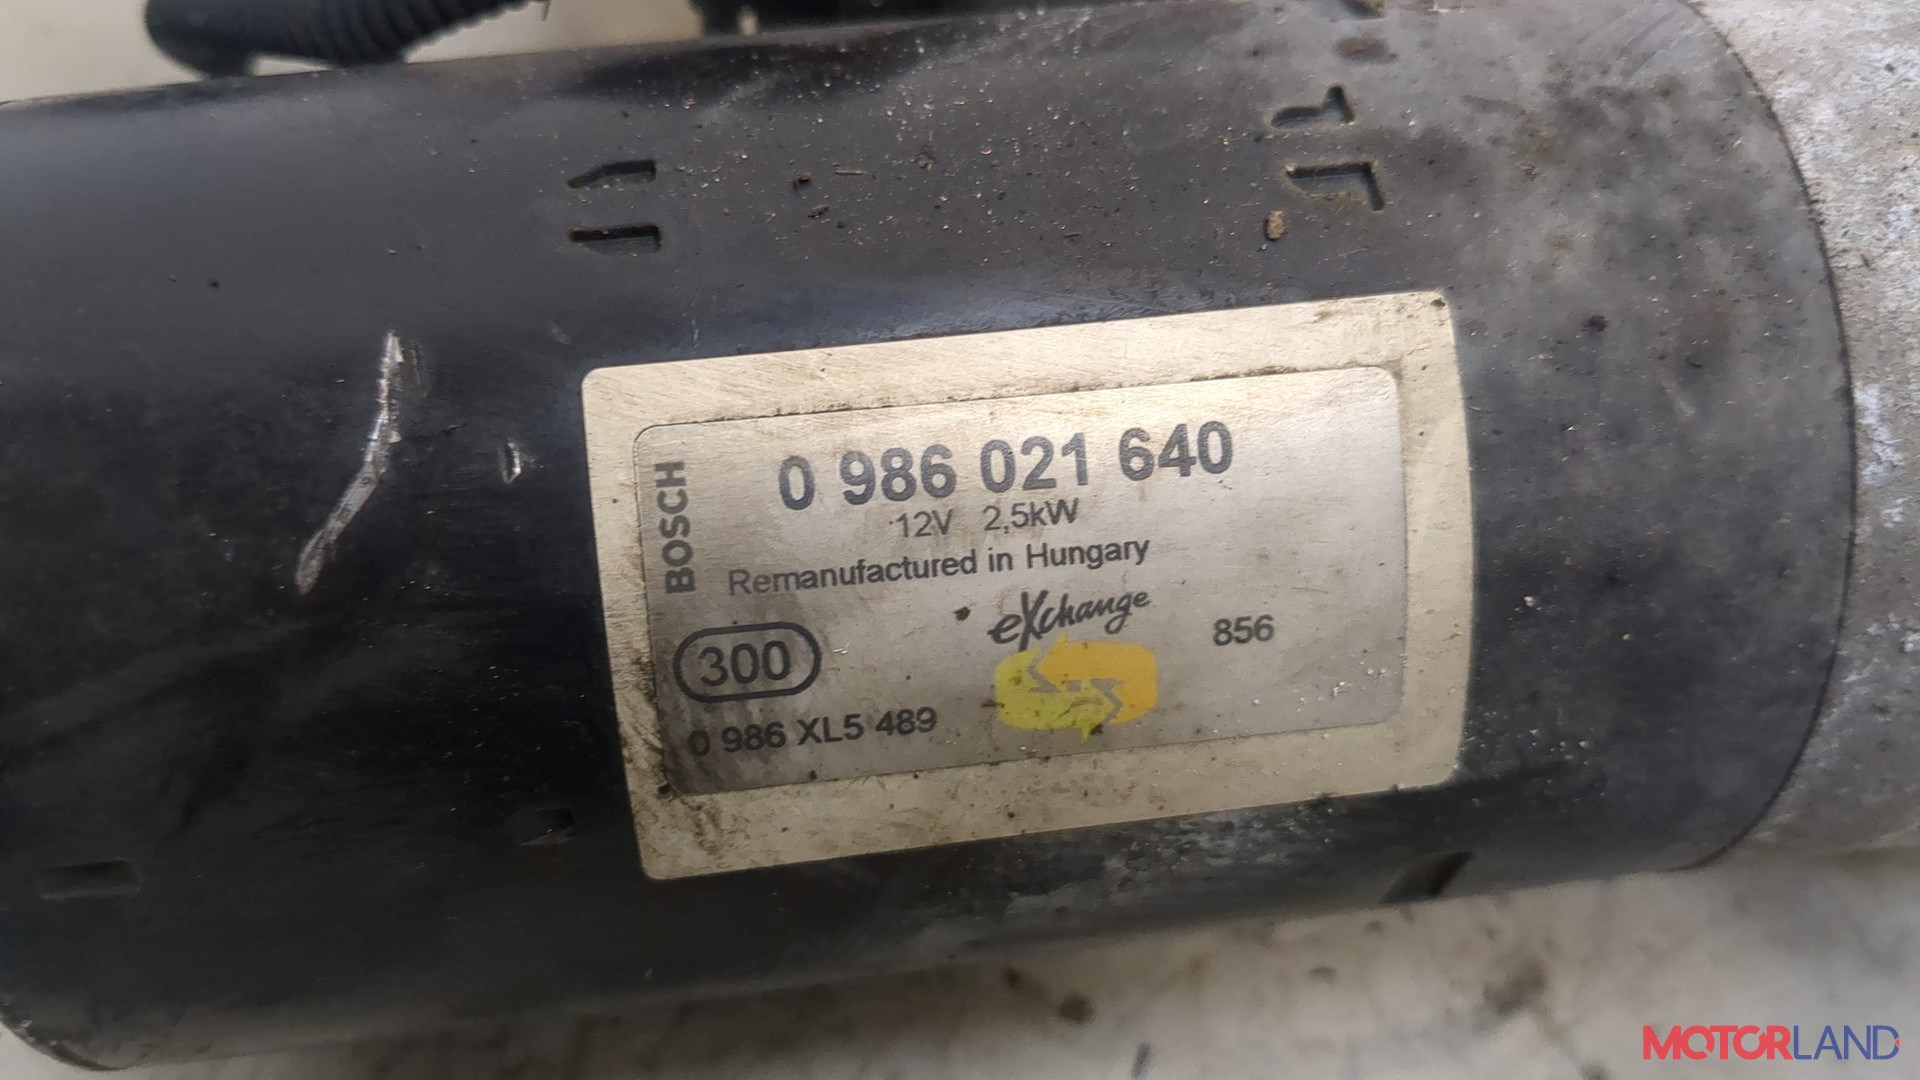 BOSCH
0 986 021 640
12V 2,5kW
Remanufactured in Hungary
eXchange
856
300
0 986 XL5 489
MOTORLAND